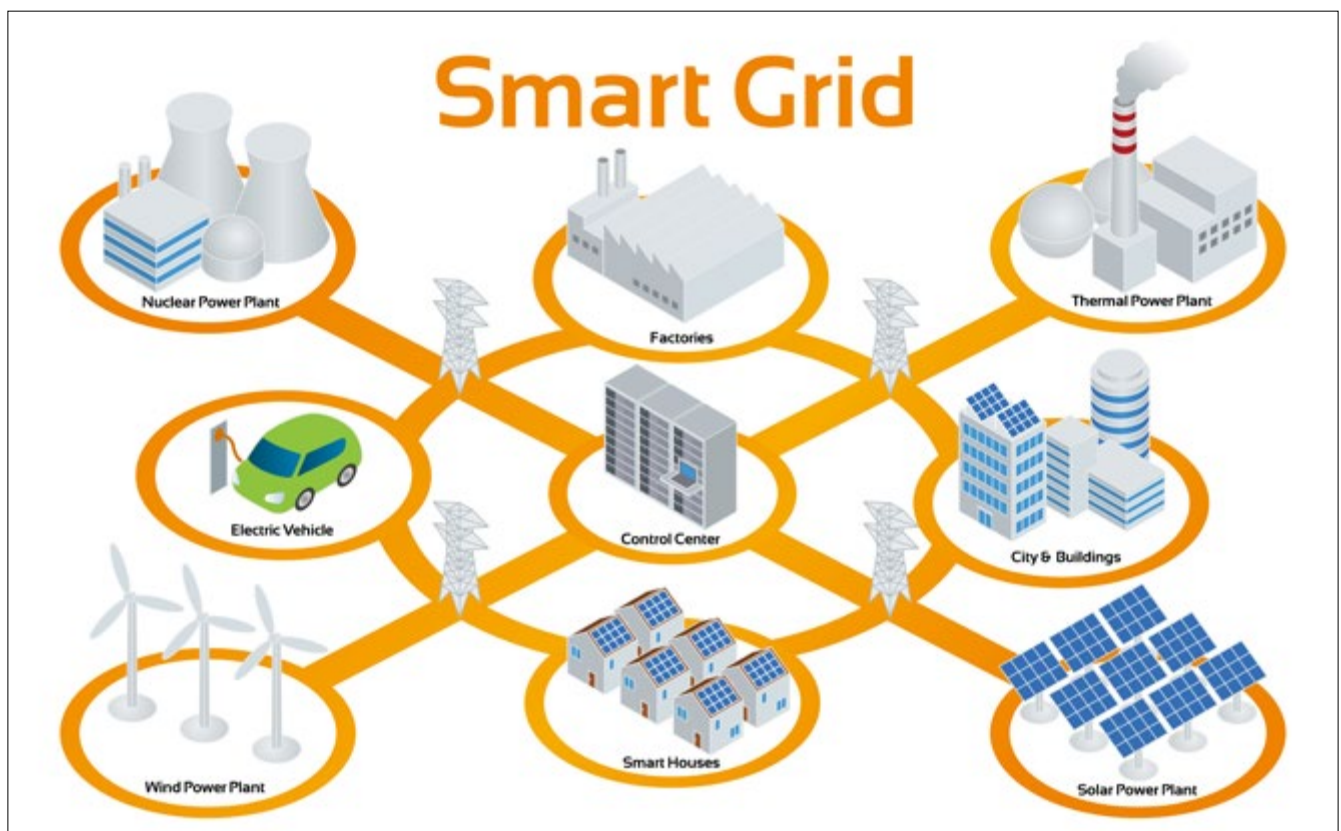 Smart Grid
Nuclear Power Plant
Factories
Thermal Power Plant
Electric Vehicle
Control Center
City & Buildings
Wind Power Plant
Smart Houses
Solar Power Plant